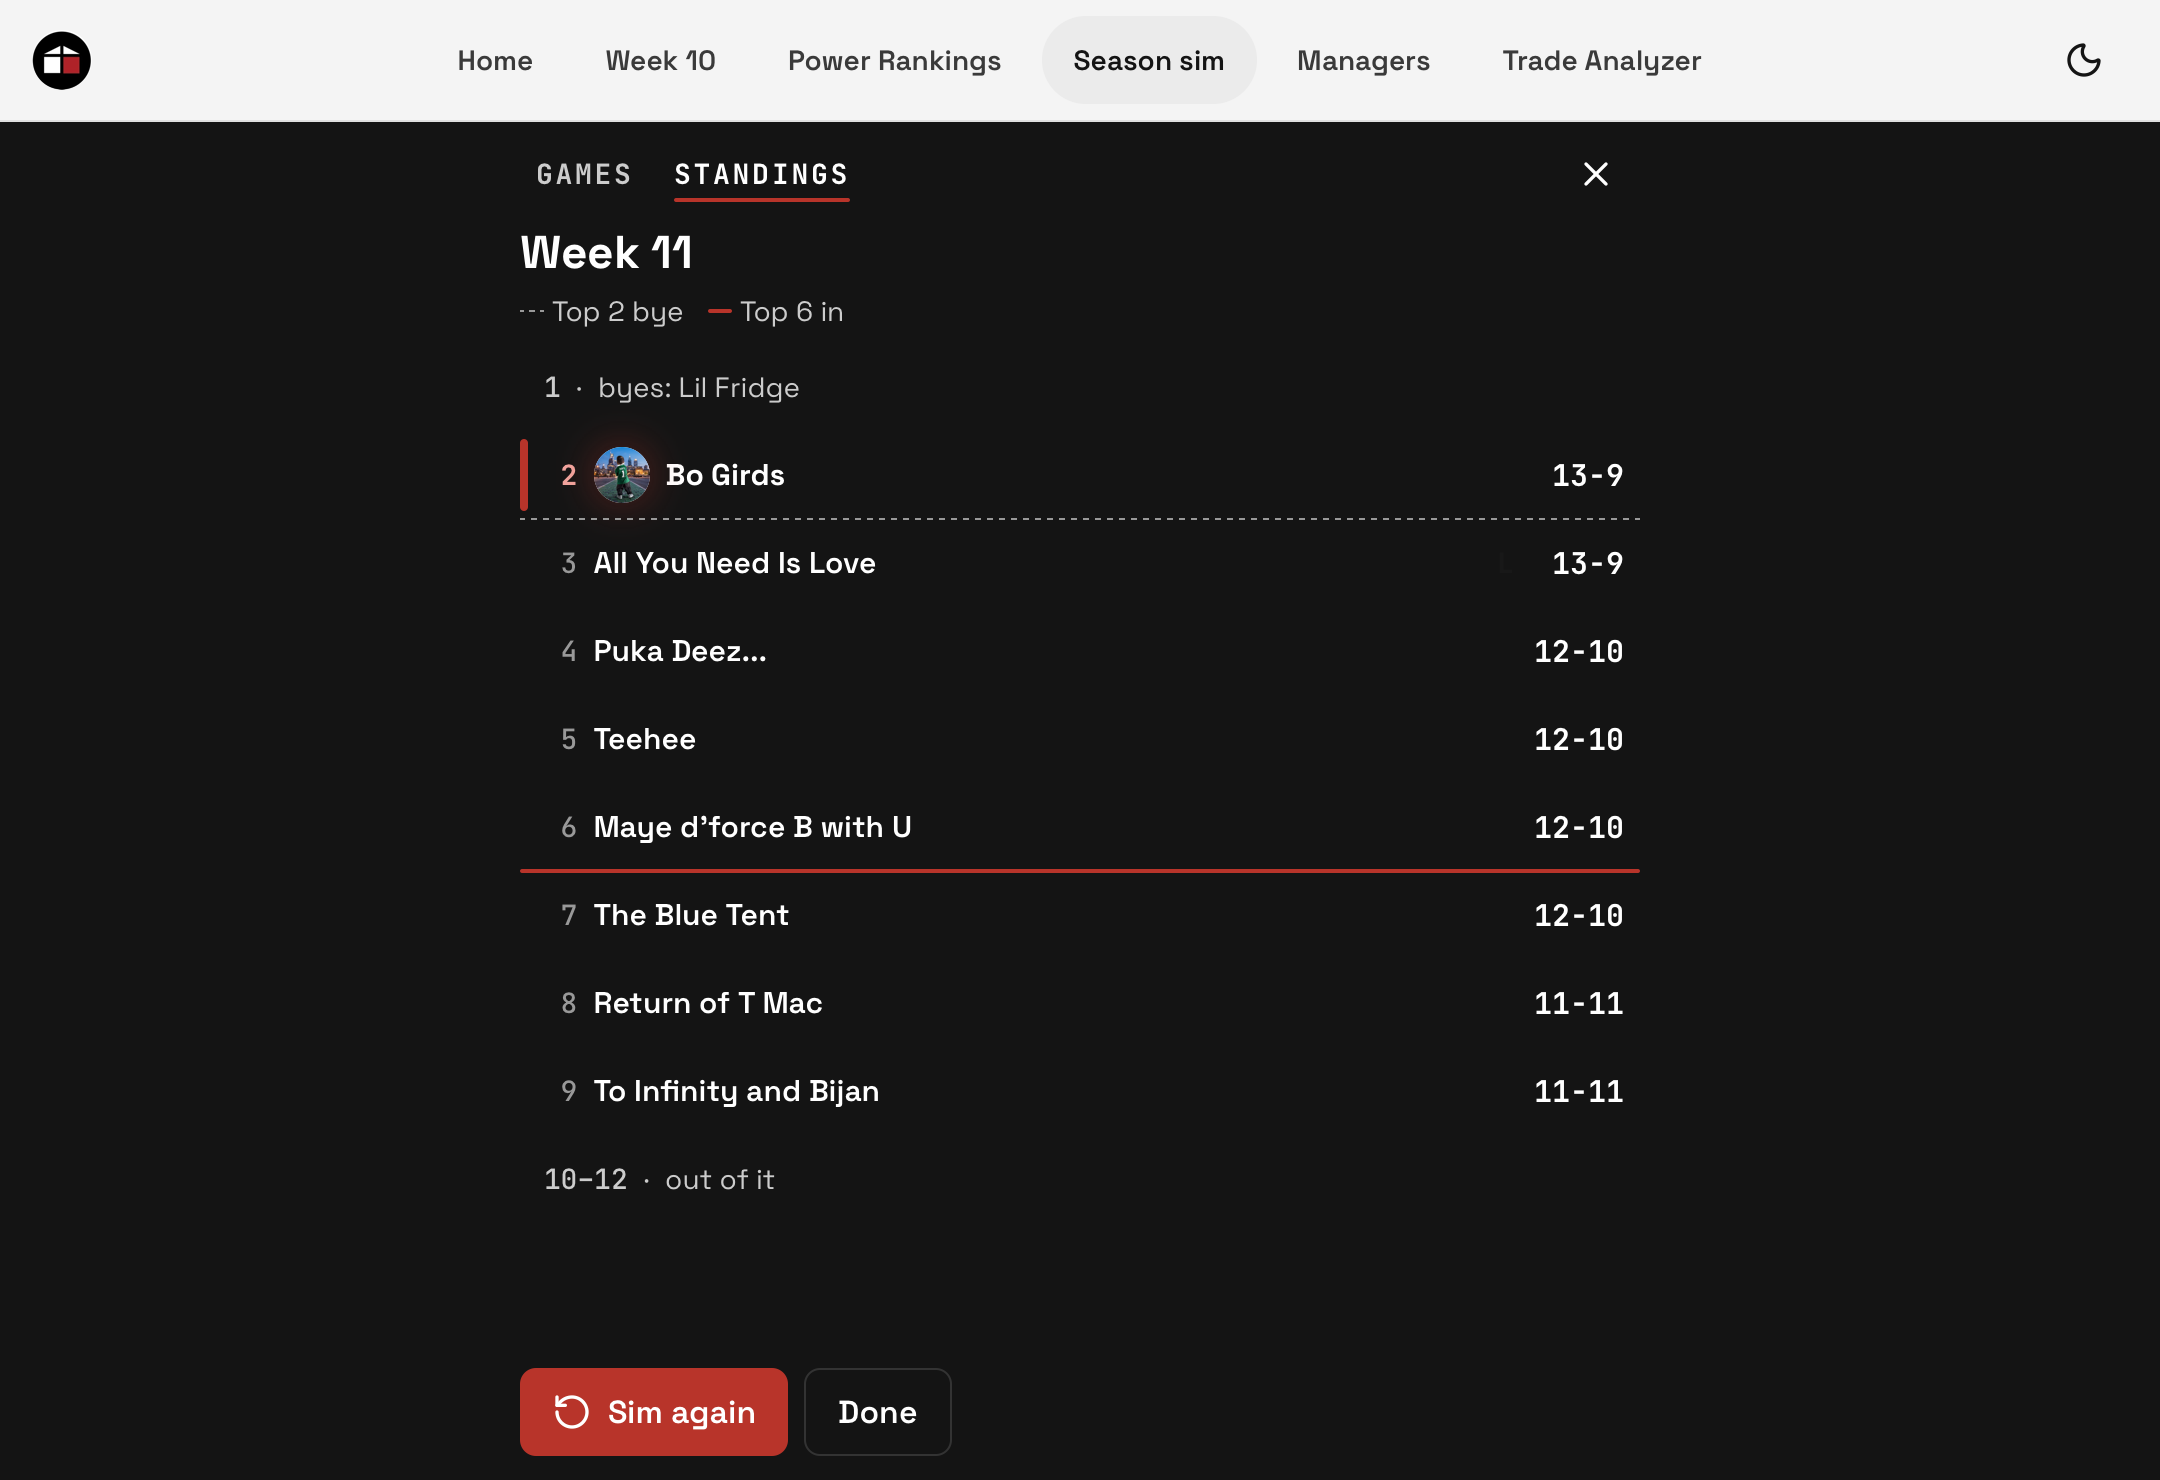 Home Week 10 Power Rankings Season sim Managers Trade Analyzer
GAMES STANDINGS
Week 11
Top 2 bye Top 6 in
1 · byes: Lil Fridge
2 Bo Girds 13-9
3 All You Need Is Love 13-9
4 Puka Deez... 12-10
5 Teehee 12-10
6 Maye d’force B with U 12-10
7 The Blue Tent 12-10
8 Return of T Mac 11-11
9 To Infinity and Bijan 11-11
10–12 · out of it
Sim again Done